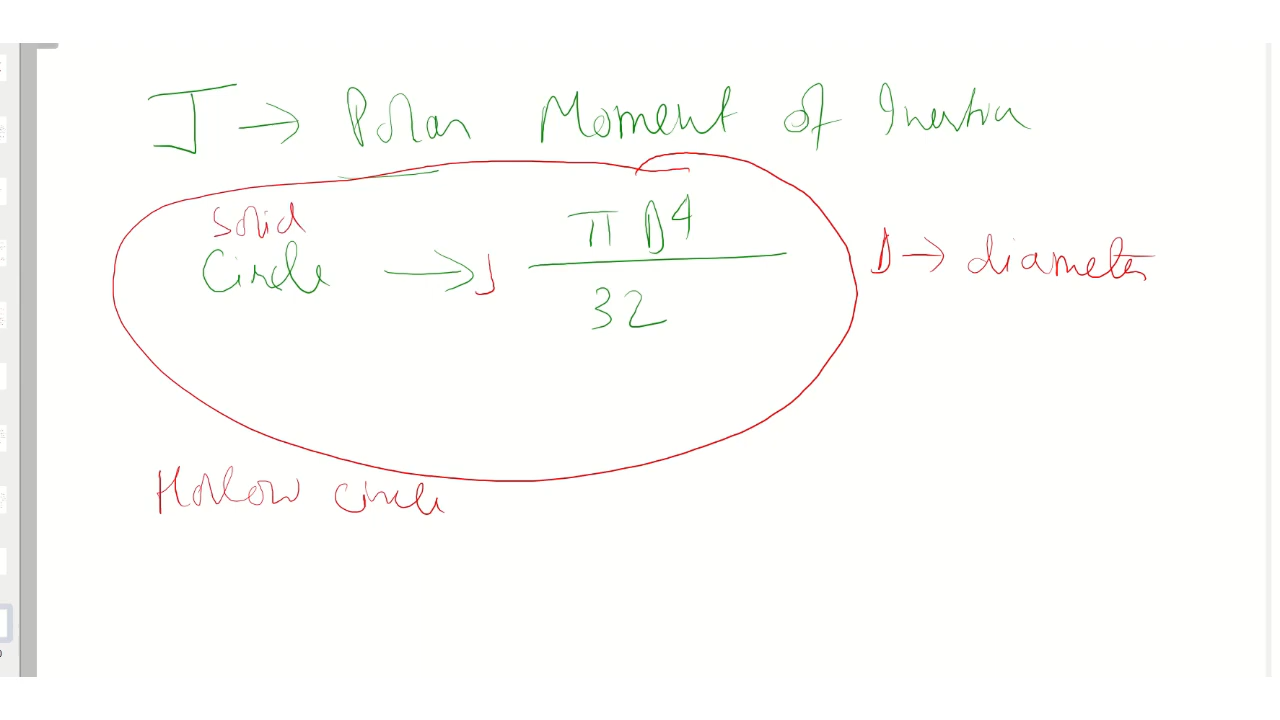 J → Polar Moment of Inertia
Solid
Circle → J πD⁴
32
D → diameter
Hollow circle